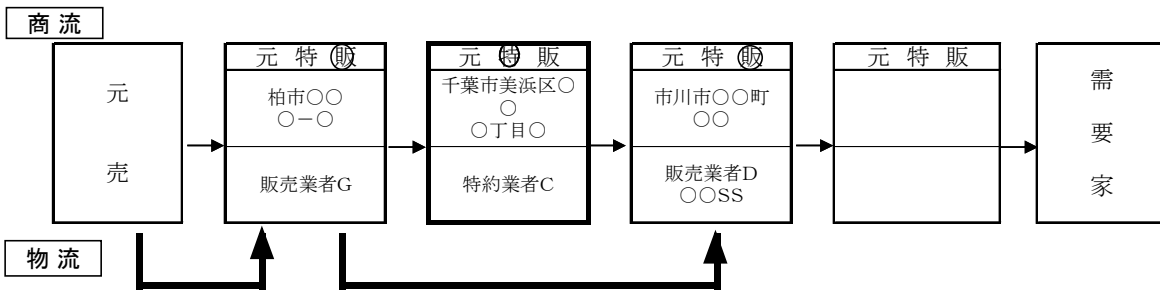 商 流
元 特 販
元 特 販
元 特 販
元 特 販
元
売
柏市○○
○－○
販売業者G
千葉市美浜区○
○
○丁目○
特約業者C
市川市○○町
○○
販売業者D
○○SS
需
要
家
物 流